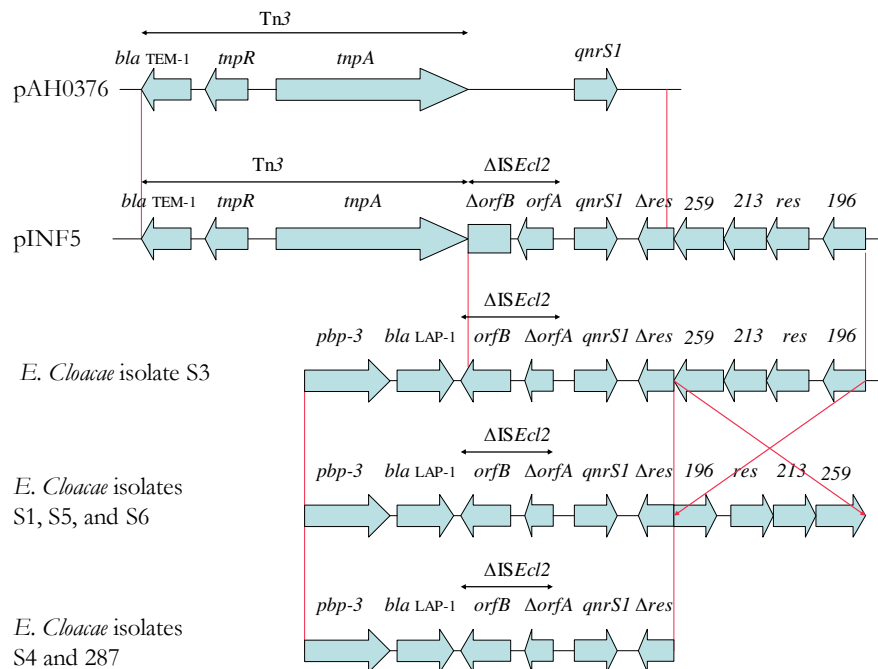 Tn3
bla TEM-1 tnpR tnpA qnrS1
pAH0376
Tn3 ΔISEcl2
bla TEM-1 tnpR tnpA ΔorfB orfA qnrS1 Δres 259 213 res 196
pINF5
ΔISEcl2
pbp-3 bla LAP-1 orfB ΔorfA qnrS1 Δres 259 213 res 196
E. Cloacae isolate S3
ΔISEcl2
pbp-3 bla LAP-1 orfB ΔorfA qnrS1 Δres 196 res 213 259
E. Cloacae isolates
S1, S5, and S6
ΔISEcl2
pbp-3 bla LAP-1 orfB ΔorfA qnrS1 Δres
E. Cloacae isolates
S4 and 287